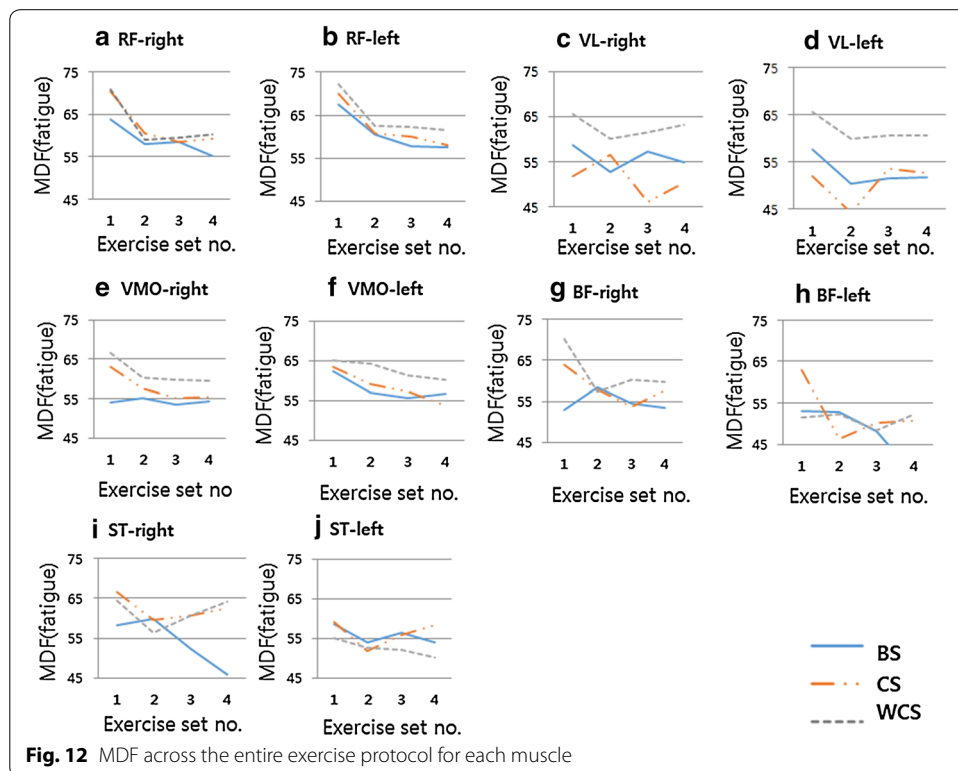 a RF-right
75
65
55
45
MDF(fatigue)
1 2 3 4
Exercise set no.
b RF-left
75
65
55
45
MDF(fatigue)
1 2 3 4
Exercise set no.
c VL-right
75
65
55
45
MDF(fatigue)
1 2 3 4
Exercise set no.
d VL-left
75
65
55
45
MDF(fatigue)
1 2 3 4
Exercise set no.
e VMO-right
75
65
55
45
MDF(fatigue)
1 2 3 4
Exercise set no
f VMO-left
75
65
55
45
MDF(fatigue)
1 2 3 4
Exercise set no.
g BF-right
75
65
55
45
MDF(fatigue)
1 2 3 4
Exercise set no.
h BF-left
75
65
55
45
MDF(fatigue)
1 2 3 4
Exercise set no.
i ST-right
75
65
55
45
MDF(fatigue)
1 2 3 4
Exercise set no.
j ST-left
75
65
55
45
MDF(fatigue)
1 2 3 4
Exercise set no.
BS
CS
WCS
Fig. 12 MDF across the entire exercise protocol for each muscle